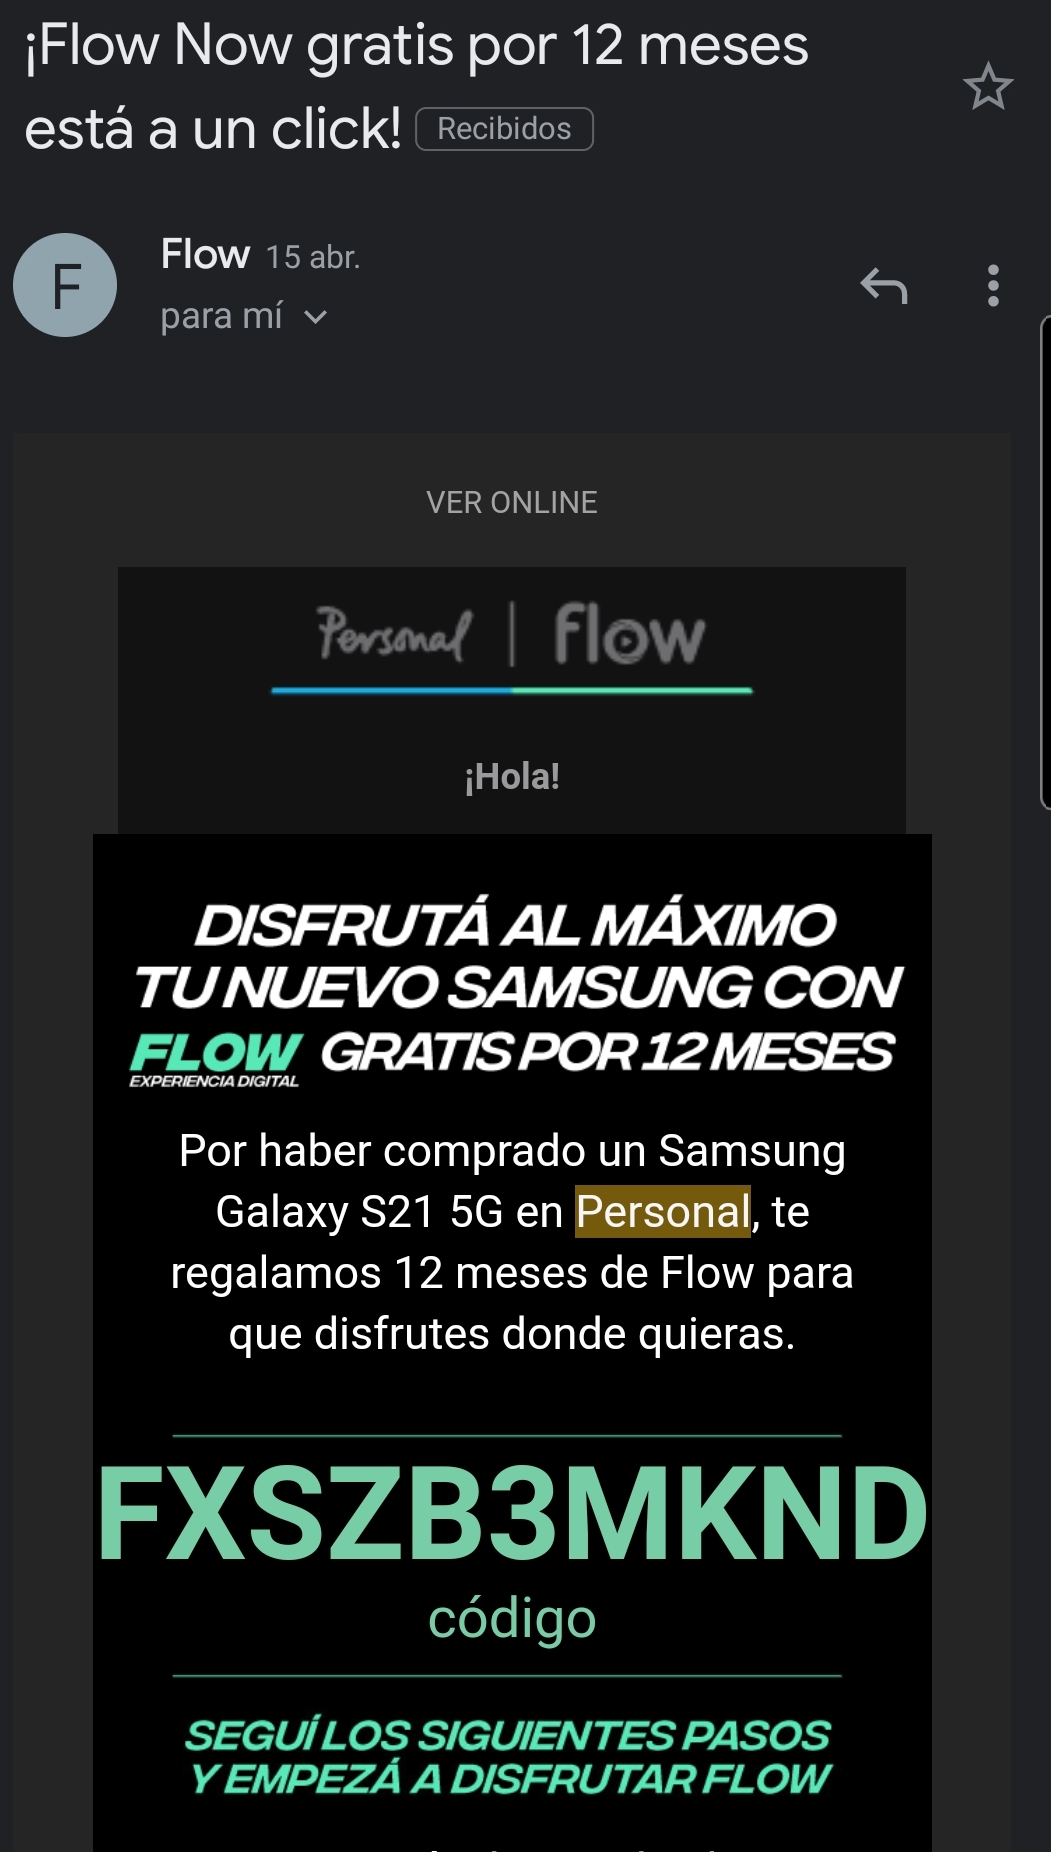 ¡Flow Now gratis por 12 meses
está a un click! Recibidos
F
Flow 15 abr.
para mí
VER ONLINE
Personal | flow
¡Hola!
DISFRUTÁ AL MÁXIMO
TU NUEVO SAMSUNG CON
FLOW GRATIS POR 12 MESES
EXPERIENCIA DIGITAL
Por haber comprado un Samsung
Galaxy S21 5G en Personal, te
regalamos 12 meses de Flow para
que disfrutes donde quieras.
FXSZB3MKND
código
SEGUÍ LOS SIGUIENTES PASOS
Y EMPEZÁ A DISFRUTAR FLOW